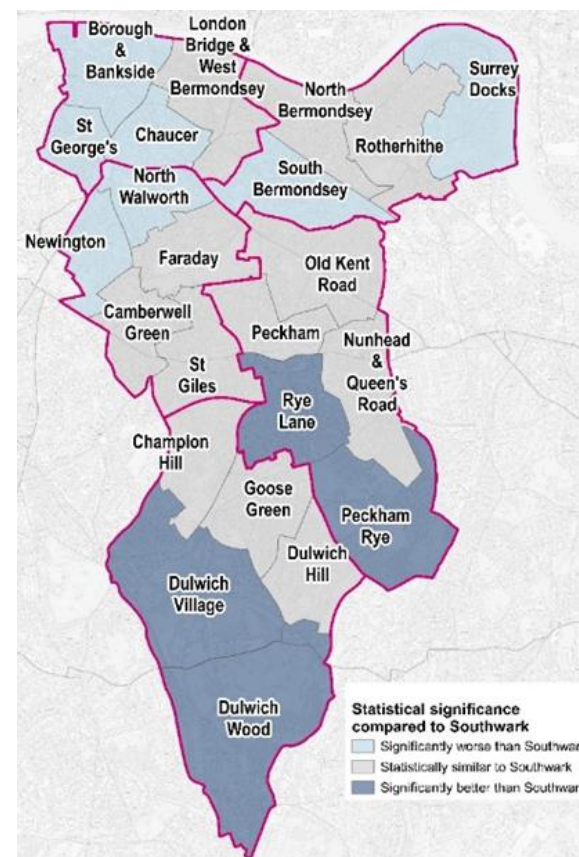 Borough
&
Bankside
London
Bridge &
West
Bermondsey
North
Bermondsey
Surrey
Docks
St
George's
Chaucer
Rotherhithe
North
Walworth
South
Bermondsey
Newington
Faraday
Old Kent
Road
Camberwell
Green
Peckham
Nunhead
&
Queen's
Road
St
Giles
Rye
Lane
Champion
Hill
Goose
Green
Peckham
Rye
Dulwich
Hill
Dulwich
Village
Dulwich
Wood
Statistical significance
compared to Southwark
Significantly worse than Southwar
Statistically similar to Southwark
Significantly better than Southwar